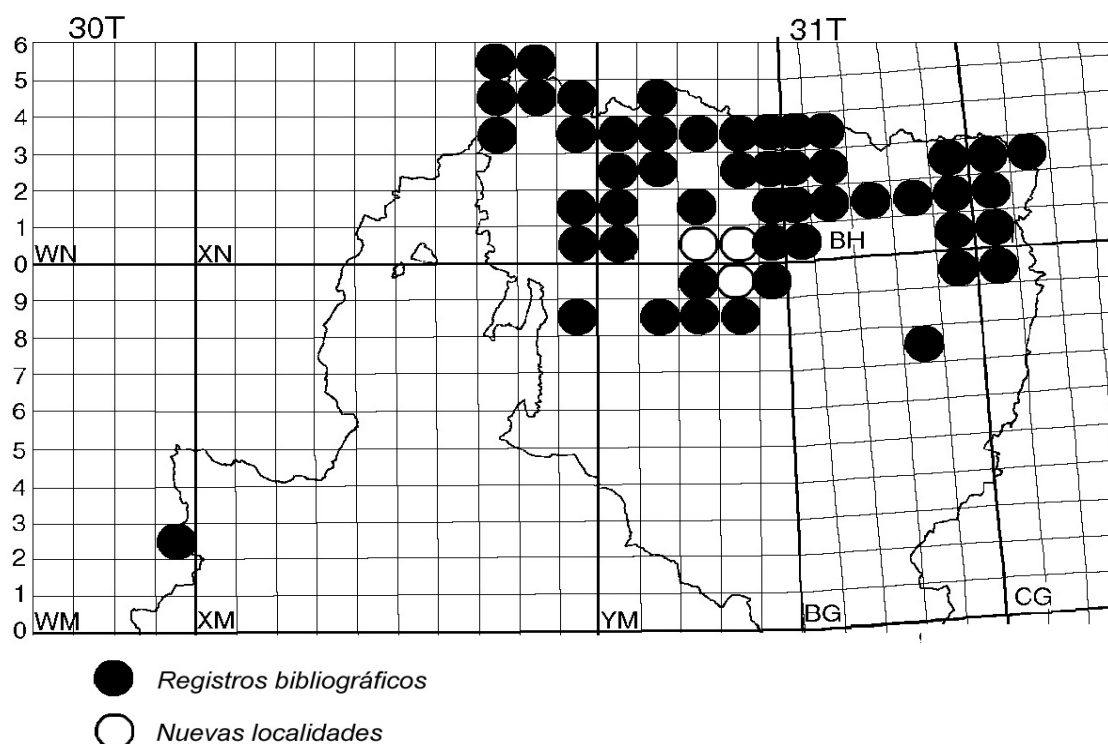 30T
31T
6
5
4
3
2
1
0
9
8
7
6
5
4
3
2
1
0
WN
XN
BH
WM
XM
YM
BG
CG
Registros bibliográficos
Nuevas localidades